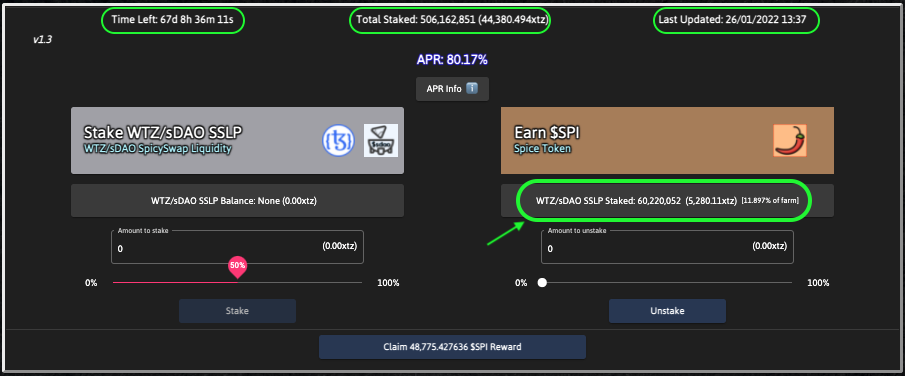 Time Left: 67d 8h 36m 11s
Total Staked: 506,162,851 (44,380.494xtz)
Last Updated: 26/01/2022 13:37
v1.3
APR: 80.17%
APR Info i
Stake WTZ/sDAO SSLP
WTZ/sDAO SpicySwap Liquidity
$sdao
Earn $SPI
Spice Token
WTZ/sDAO SSLP Balance: None (0.00xtz)
WTZ/sDAO SSLP Staked: 60,220,052 (5,280.11xtz) [11.897% of farm]
Amount to stake
0 (0.00xtz)
Amount to unstake
0 (0.00xtz)
0% 50% 100%
0% 100%
Stake
Unstake
Claim 48,775.427636 $SPI Reward